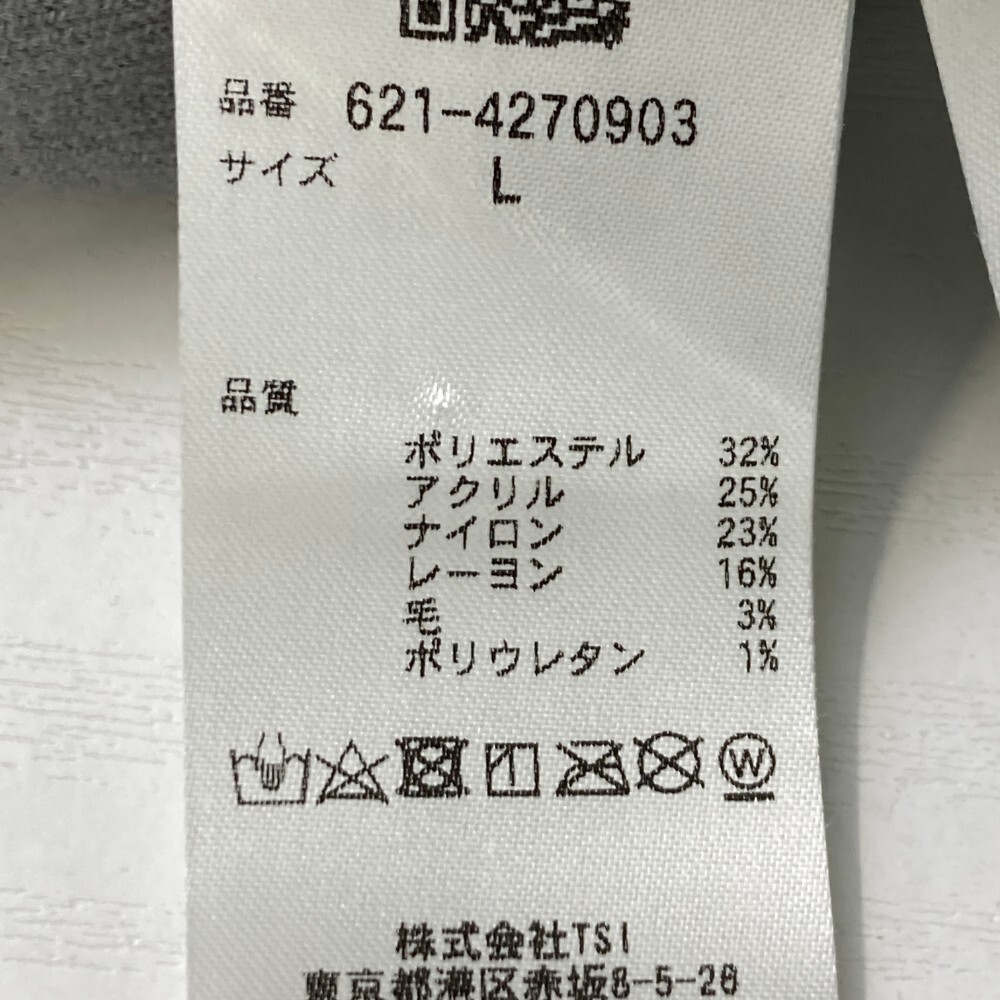 品番 621-4270903
サイズ L
品質
ポリエステル 32%
アクリル 25%
ナイロン 23%
レーヨン 16%
毛 3%
ポリウレタン 1%
W
株式会社TSI
東京都港区赤坂8-5-28